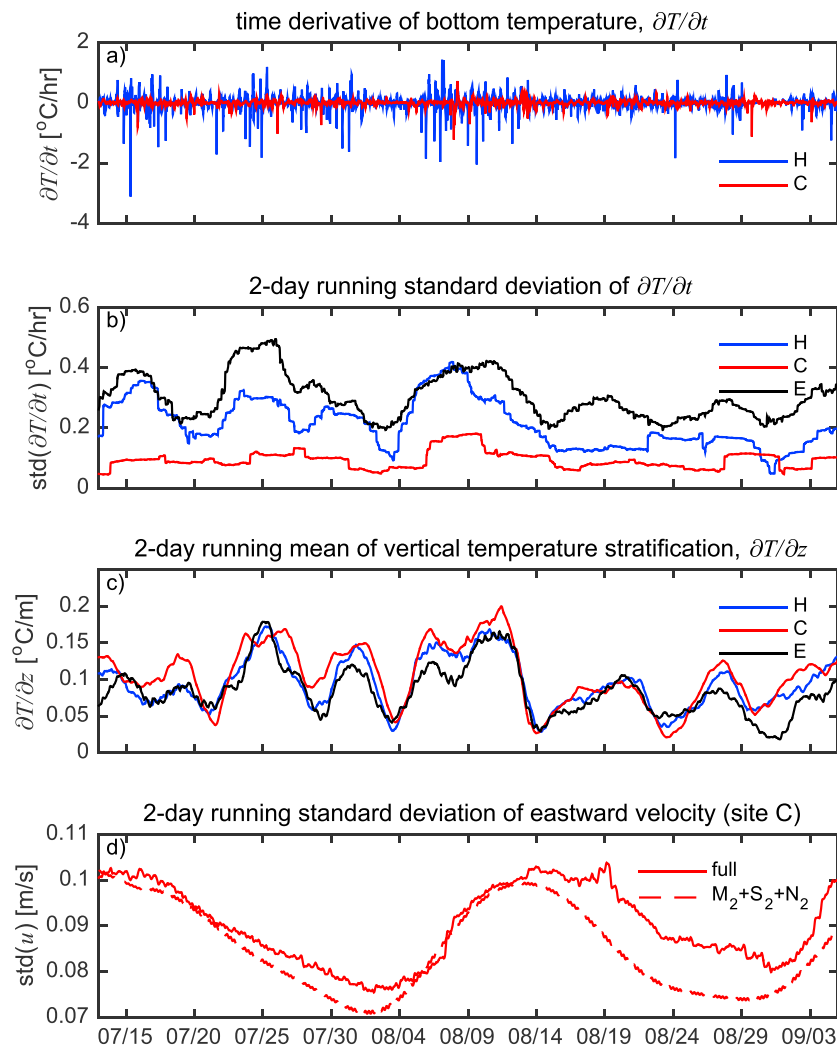 time derivative of bottom temperature, ∂T/∂t
a)
2
0
-2
-4
∂T/∂t [°C/hr]
H
C
2-day running standard deviation of ∂T/∂t
b)
0.6
0.4
0.2
0
std(∂T/∂t) [°C/hr]
H
C
E
2-day running mean of vertical temperature stratification, ∂T/∂z
c)
0.2
0.15
0.1
0.05
0
∂T/∂z [°C/m]
H
C
E
2-day running standard deviation of eastward velocity (site C)
d)
0.11
0.1
0.09
0.08
0.07
std(u) [m/s]
full
M₂+S₂+N₂
07/15 07/20 07/25 07/30 08/04 08/09 08/14 08/19 08/24 08/29 09/03